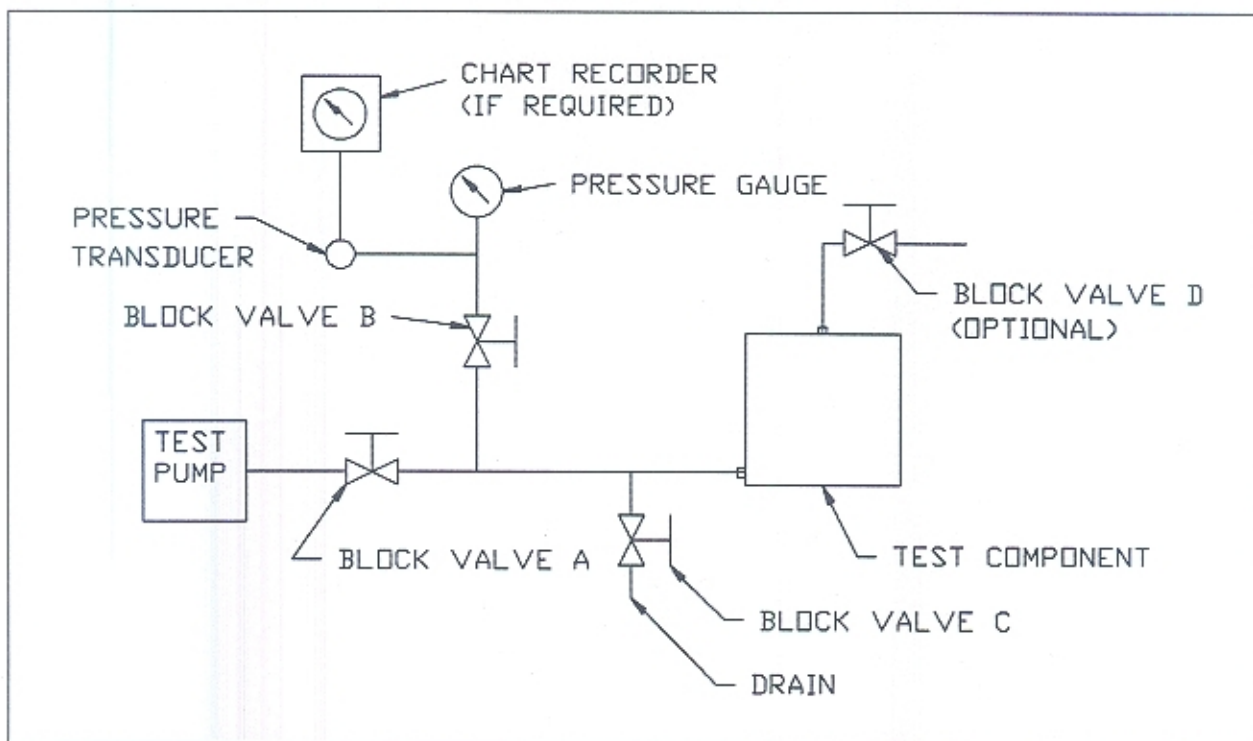 CHART RECORDER
(IF REQUIRED)
PRESSURE GAUGE
PRESSURE
TRANSDUCER
BLOCK VALVE B
BLOCK VALVE D
(OPTIONAL)
TEST
PUMP
BLOCK VALVE A
TEST COMPONENT
BLOCK VALVE C
DRAIN